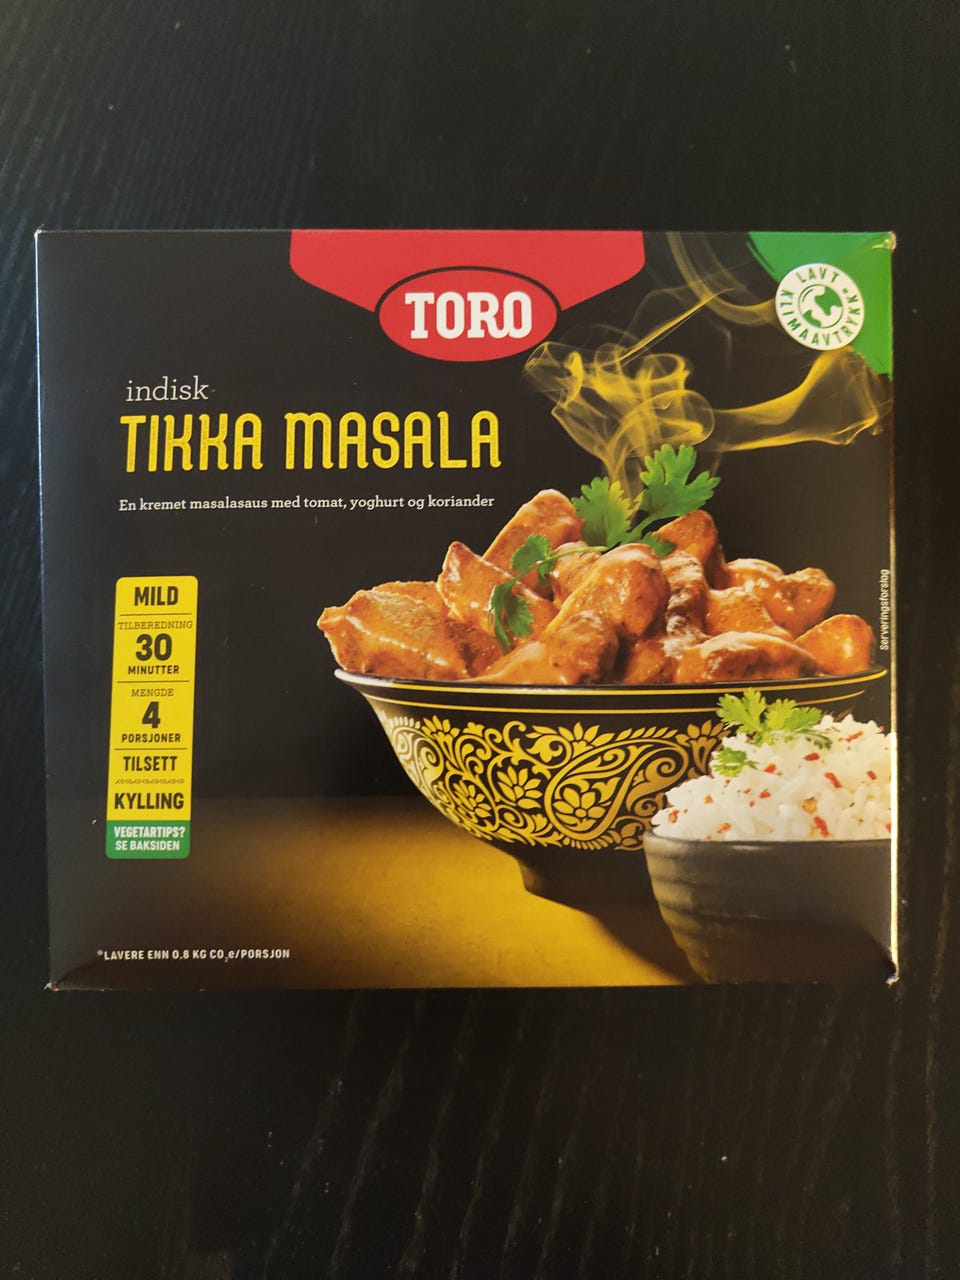 TORO
LAVT KLIMAAVTRYKK*
indisk
TIKKA MASALA
En kremet masalasaus med tomat, yoghurt og koriander
MILD
TILBEREDNING
30
MINUTTER
MENGDE
4
PORSJONER
TILSETT
KYLLING
VEGETARTIPS?
SE BAKSIDEN
Serveringsforslag
*LAVERE ENN 0.8 KG CO₂e/PORSJON